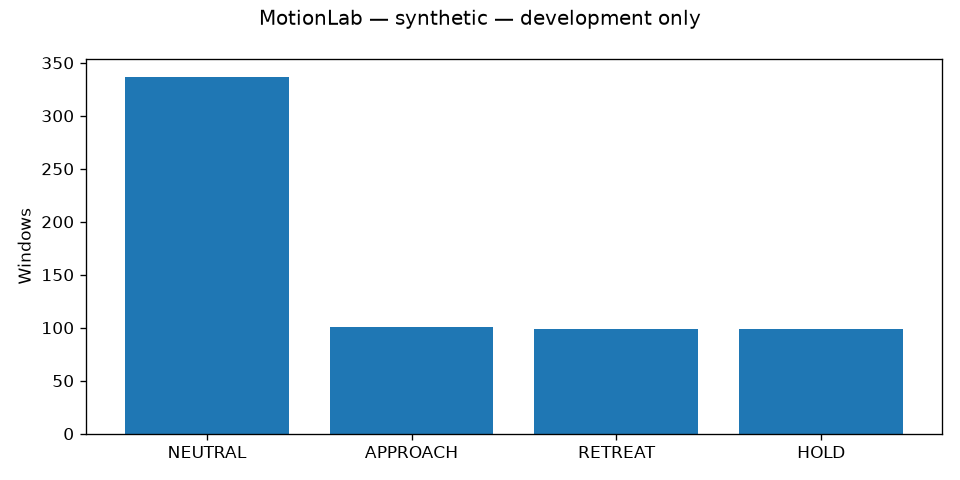 MotionLab — synthetic — development only
Windows
350
300
250
200
150
100
50
0
NEUTRAL APPROACH RETREAT HOLD